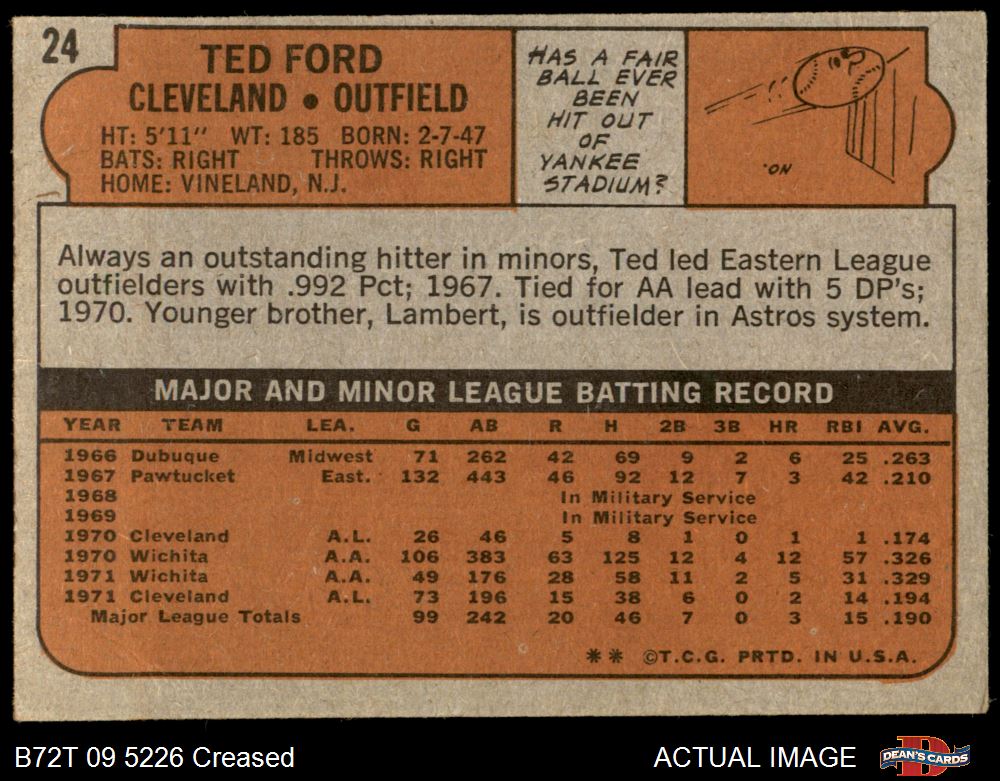 24
TED FORD
CLEVELAND • OUTFIELD
HT: 5'11" WT: 185 BORN: 2-7-47
BATS: RIGHT THROWS: RIGHT
HOME: VINELAND, N.J.
HAS A FAIR
BALL EVER
BEEN
HIT OUT
OF
YANKEE
STADIUM?
"ON
Always an outstanding hitter in minors, Ted led Eastern League
outfielders with .992 Pct; 1967. Tied for AA lead with 5 DP's;
1970. Younger brother, Lambert, is outfielder in Astros system.
MAJOR AND MINOR LEAGUE BATTING RECORD
YEAR TEAM LEA. G AB R H 2B 3B HR RBI AVG.
1966 Dubuque Midwest 71 262 42 69 9 2 6 25 .263
1967 Pawtucket East. 132 443 46 92 12 7 3 42 .210
1968 In Military Service
1969 In Military Service
1970 Cleveland A.L. 26 46 5 8 1 0 1 1 .174
1970 Wichita A.A. 106 383 63 125 12 4 12 57 .326
1971 Wichita A.A. 49 176 28 58 11 2 5 31 .329
1971 Cleveland A.L. 73 196 15 38 6 0 2 14 .194
Major League Totals 99 242 20 46 7 0 3 15 .190
** ©T.C.G. PRTD. IN U.S.A.
B72T 09 5226 Creased
ACTUAL IMAGE
DEAN'S CARDS